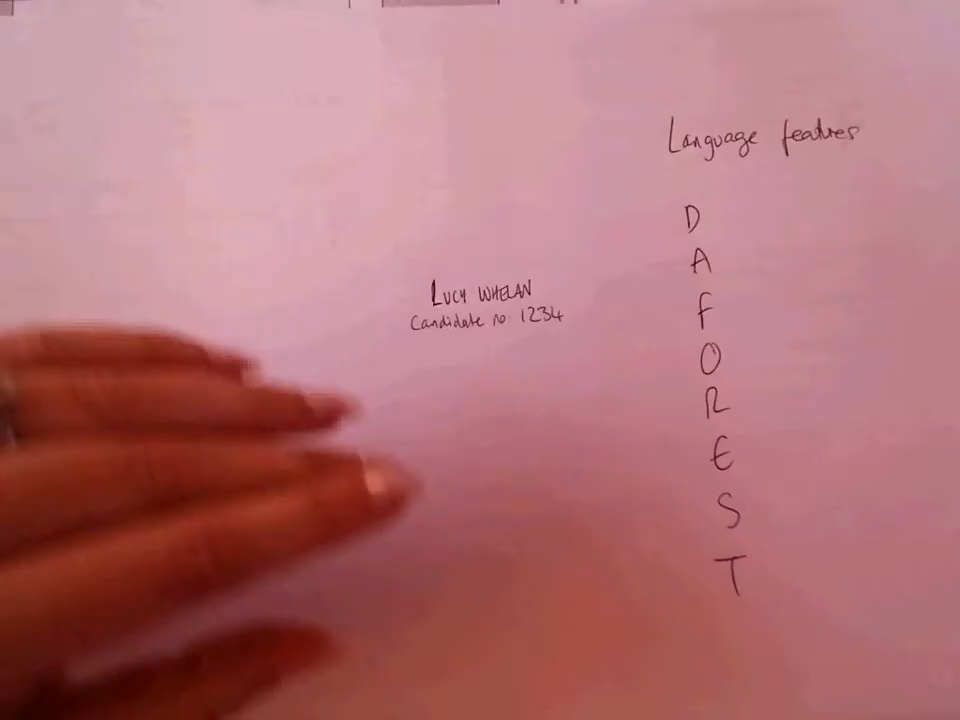 Language features
D
A
F
O
R
E
S
T
LUCY WHELAN
Candidate no. 1234